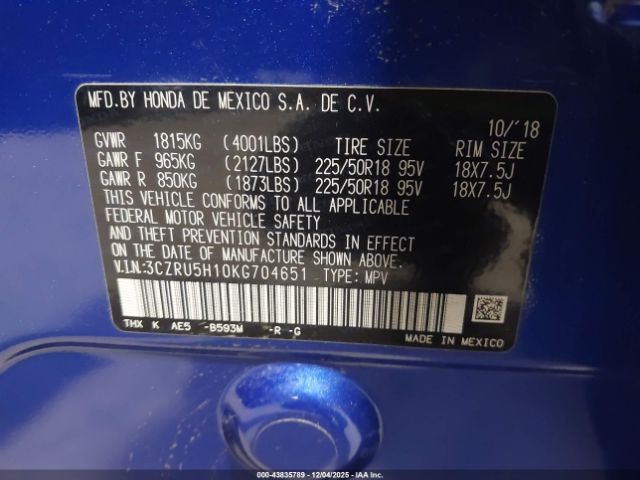 MFD.BY HONDA DE MEXICO S.A. DE C.V.
10/'18
GVWR 1815KG (4001LBS) TIRE SIZE RIM SIZE
GAWR F 965KG (2127LBS) 225/50R18 95V 18X7.5J
GAWR R 850KG (1873LBS) 225/50R18 95V 18X7.5J
THIS VEHICLE CONFORMS TO ALL APPLICABLE
FEDERAL MOTOR VEHICLE SAFETY
AND THEFT PREVENTION STANDARDS IN EFFECT
ON THE DATE OF MANUFACTURE SHOWN ABOVE.
V.I.N.:3CZRU5H10KG704651 TYPE: MPV
THX K AE5 -B593M -R -G
MADE IN MEXICO
000-43835789 - 12/04/2025 - IAA Inc.